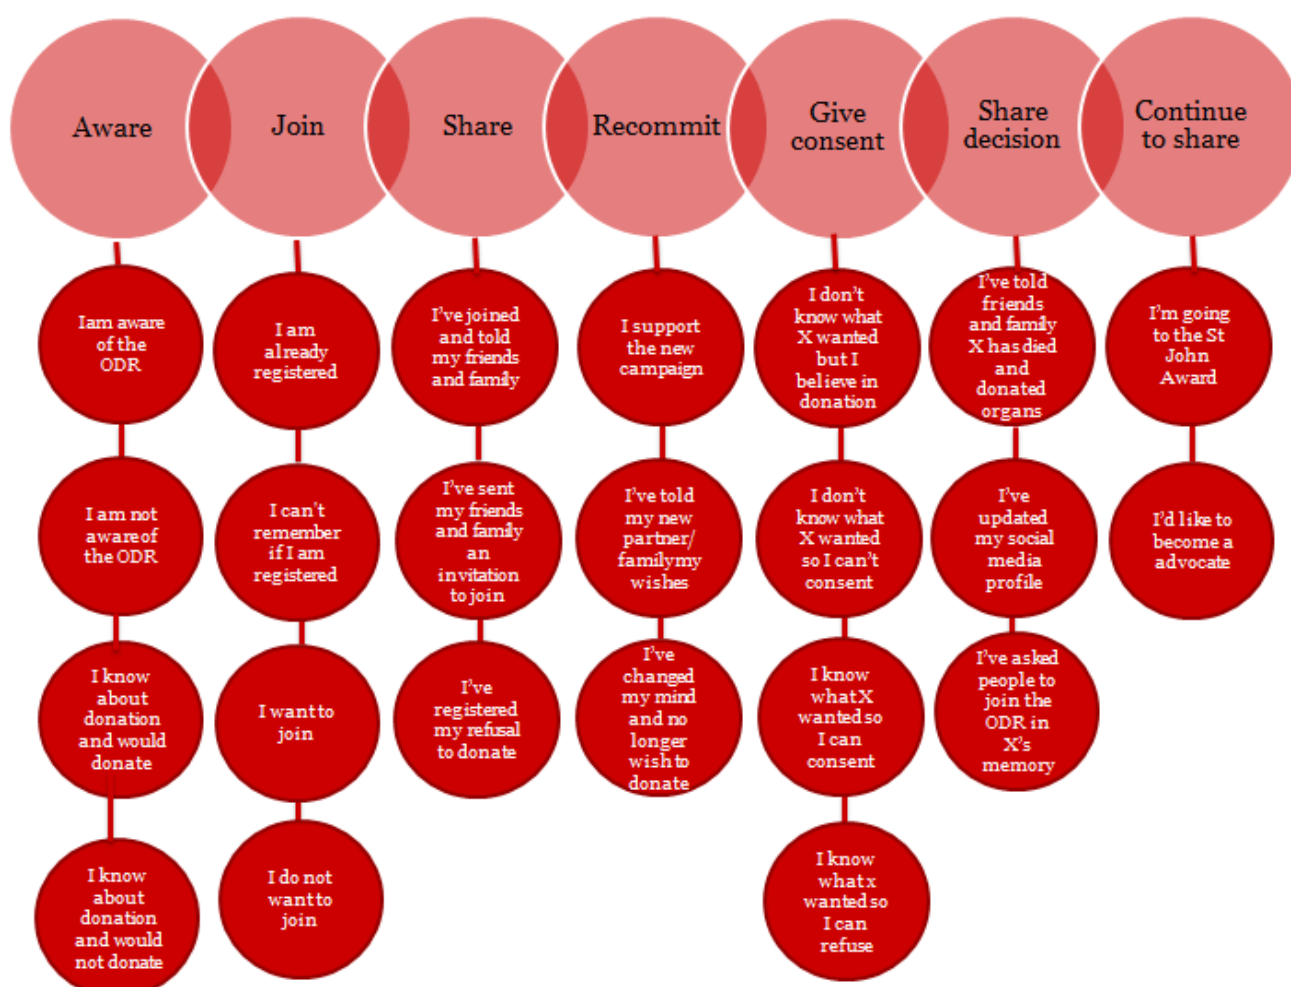 Aware
Join
Share
Recommit
Give
consent
Share
decision
Continue
to share
Iam aware
of the
ODR
I am not
aware of
the ODR
I know
about
donation
and would
donate
I know
about
donation
and would
not donate
I am
already
registered
I can't
remember
if I am
registered
I want to
join
I do not
want to
join
I've joined
and told
my friends
and family
I've sent
my friends
and family
an
invitation
to join
I've
registered
my refusal
to donate
I support
the new
campaign
I've told
my new
partner/
familymy
wishes
I've
changed
my mind
and no
longer
wish to
donate
I don't
know what
X wanted
but I
believe in
donation
I don't
know what
X wanted
so I can't
consent
I know
what X
wanted so
I can
consent
I know
what x
wanted so
I can
refuse
I've told
friends
and family
X has died
and
donated
organs
I've
updated
my social
media
profile
I've asked
people to
join the
ODR in
X's
memory
I'm going
to the St
John
Award
I'd like to
become a
advocate